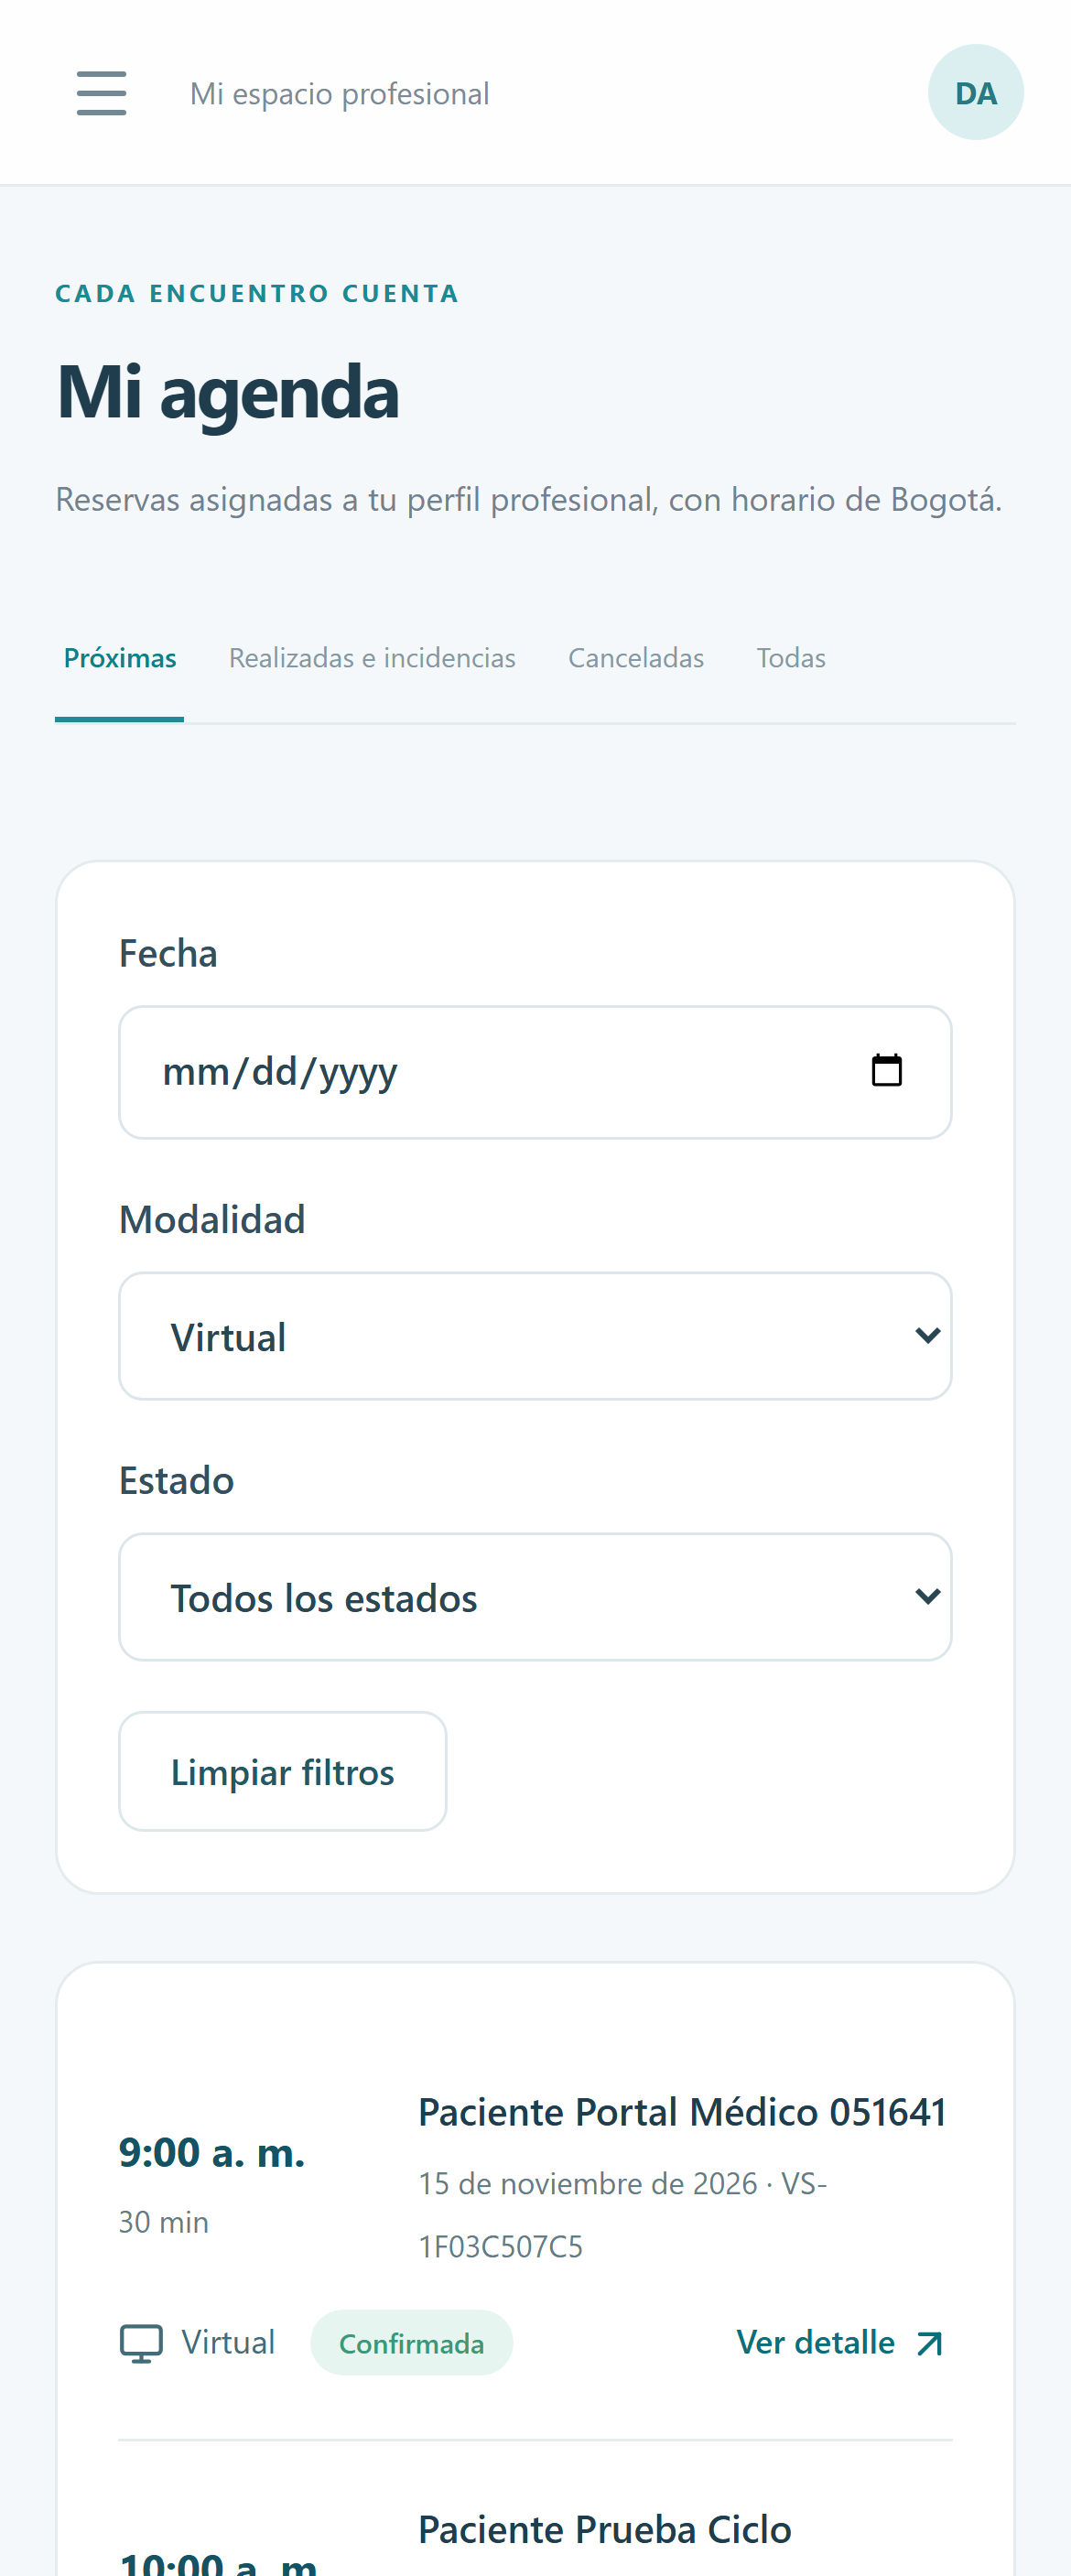 Mi espacio profesional
DA
CADA ENCUENTRO CUENTA
Mi agenda
Reservas asignadas a tu perfil profesional, con horario de Bogotá.
Próximas Realizadas e incidencias Canceladas Todas
Fecha
mm/dd/yyyy
Modalidad
Virtual
Estado
Todos los estados
Limpiar filtros
9:00 a. m.
30 min
Paciente Portal Médico 051641
15 de noviembre de 2026 · VS-
1F03C507C5
Virtual Confirmada Ver detalle
Paciente Prueba Ciclo
10:00 a. m.